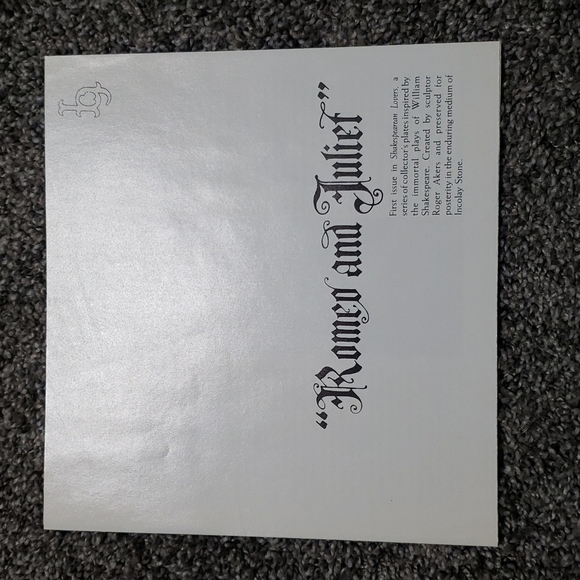 "Romeo and Juliet"
First issue in Shakespearean Lovers, a
series of collector's plates inspired by
the immortal plays of William
Shakespeare. Created by sculptor
Roger Akers and preserved for
posterity in the enduring medium of
Incolay Stone.